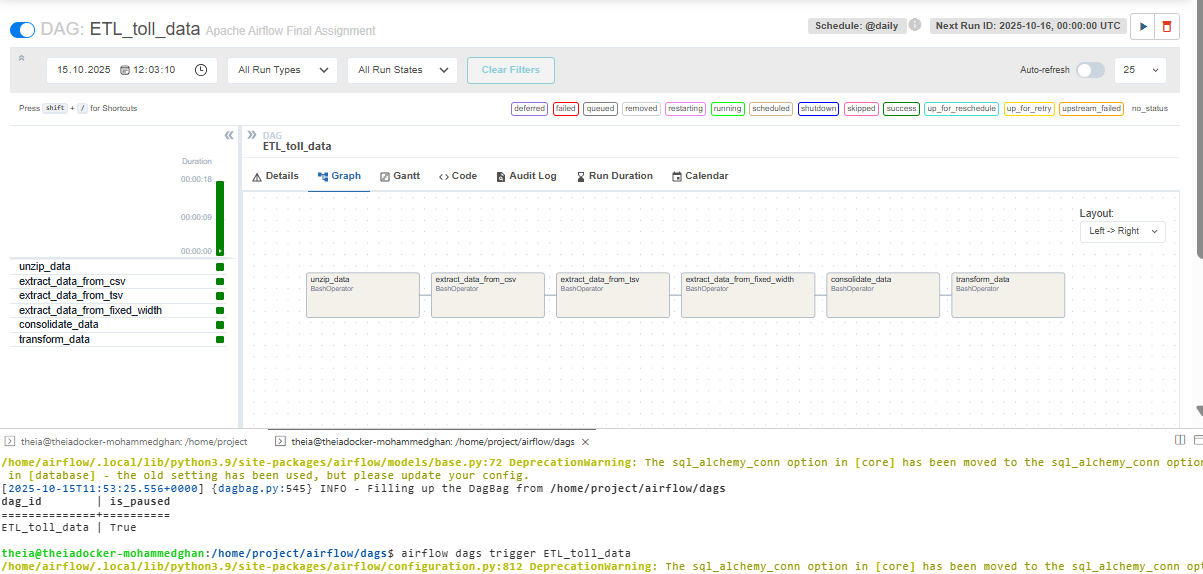 DAG: ETL_toll_data Apache Airflow Final Assignment
Schedule: @daily
Next Run ID: 2025-10-16, 00:00:00 UTC
15.10.2025 12:03:10
All Run Types
All Run States
Clear Filters
Auto-refresh
25
Press shift + / for Shortcuts
deferred failed queued removed restarting running scheduled shutdown skipped success up_for_reschedule up_for_retry upstream_failed no_status
DAG
ETL_toll_data
Duration
00:00:18
00:00:09
00:00:00
unzip_data
extract_data_from_csv
extract_data_from_tsv
extract_data_from_fixed_width
consolidate_data
transform_data
Details Graph Gantt Code Audit Log Run Duration Calendar
Layout:
Left -> Right
unzip_data
BashOperator
extract_data_from_csv
BashOperator
extract_data_from_tsv
BashOperator
extract_data_from_fixed_width
BashOperator
consolidate_data
BashOperator
transform_data
BashOperator
theia@theiadocker-mohammedghan: /home/project
theia@theiadocker-mohammedghan: /home/project/airflow/dags
/home/airflow/.local/lib/python3.9/site-packages/airflow/models/base.py:72 DeprecationWarning: The sql_alchemy_conn option in [core] has been moved to the sql_alchemy_conn option
in [database] - the old setting has been used, but please update your config.
[2025-10-15T11:53:25.556+0000] {dagbag.py:545} INFO - Filling up the DagBag from /home/project/airflow/dags
dag_id | is_paused
==============+==========
ETL_toll_data | True
theia@theiadocker-mohammedghan:/home/project/airflow/dags$ airflow dags trigger ETL_toll_data
/home/airflow/.local/lib/python3.9/site-packages/airflow/configuration.py:812 DeprecationWarning: The sql_alchemy_conn option in [core] has been moved to the sql_alchemy_conn